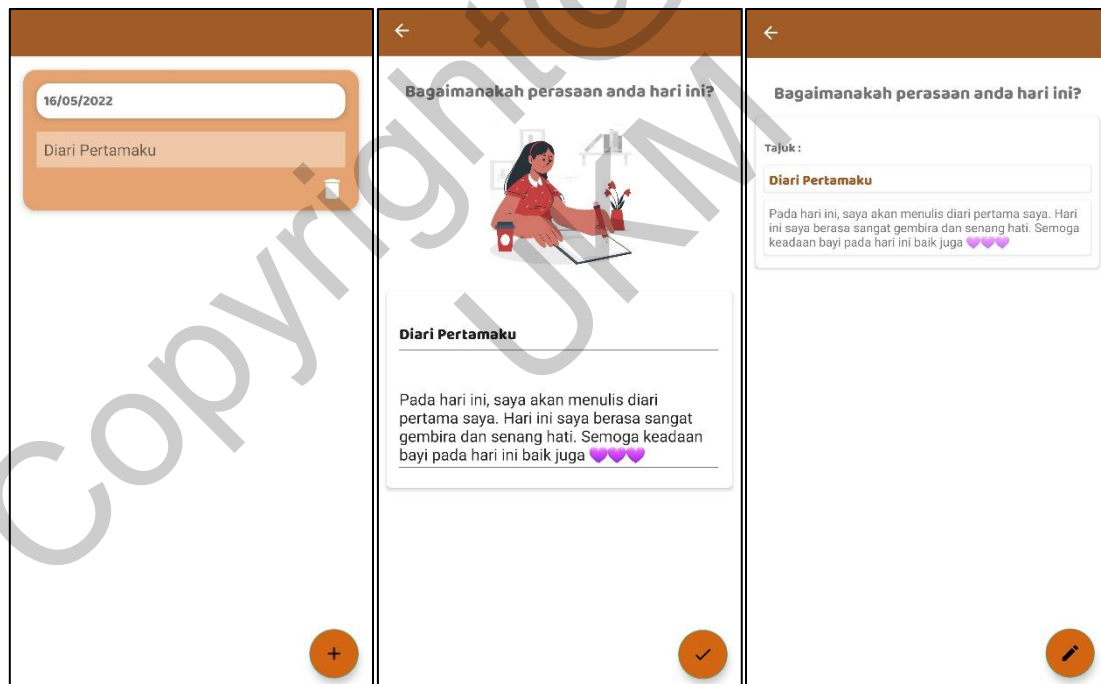 16/05/2022
Diari Pertamaku
Bagaimanakah perasaan anda hari ini?
Diari Pertamaku
Pada hari ini, saya akan menulis diari
pertama saya. Hari ini saya berasa sangat
gembira dan senang hati. Semoga keadaan
bayi pada hari ini baik juga 💜💜💜
Bagaimanakah perasaan anda hari ini?
Tajuk :
Diari Pertamaku
Pada hari ini, saya akan menulis diari pertama saya. Hari
ini saya berasa sangat gembira dan senang hati. Semoga
keadaan bayi pada hari ini baik juga 💜💜💜
Copyright@
UKM